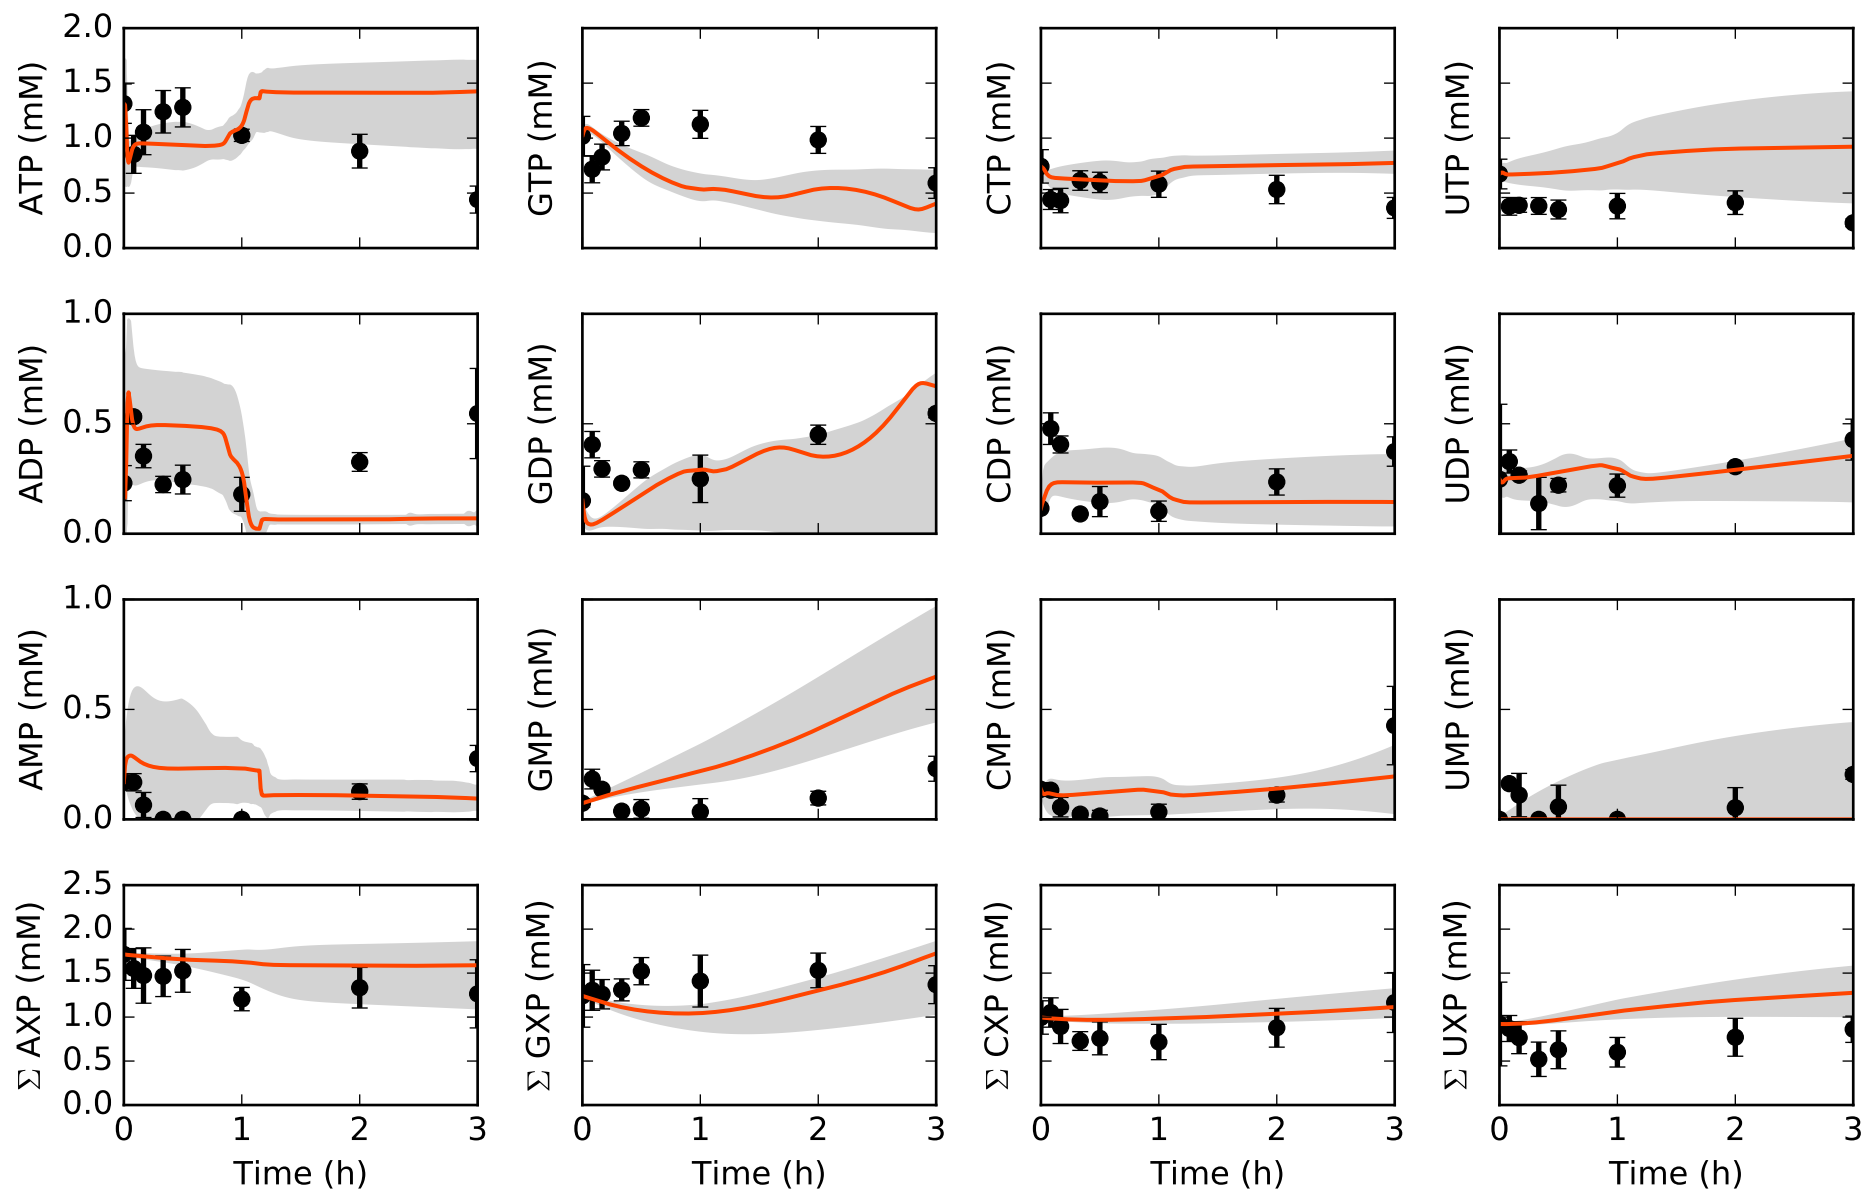 2.0
1.5
1.0
0.5
0.0
ATP (mM)
GTP (mM)
CTP (mM)
UTP (mM)
1.0
0.5
0.0
ADP (mM)
GDP (mM)
CDP (mM)
UDP (mM)
1.0
0.5
0.0
AMP (mM)
GMP (mM)
CMP (mM)
UMP (mM)
2.5
2.0
1.5
1.0
0.5
0.0
Σ AXP (mM)
Σ GXP (mM)
Σ CXP (mM)
Σ UXP (mM)
0 1 2 3 0 1 2 3 0 1 2 3 0 1 2 3
Time (h) Time (h) Time (h) Time (h)